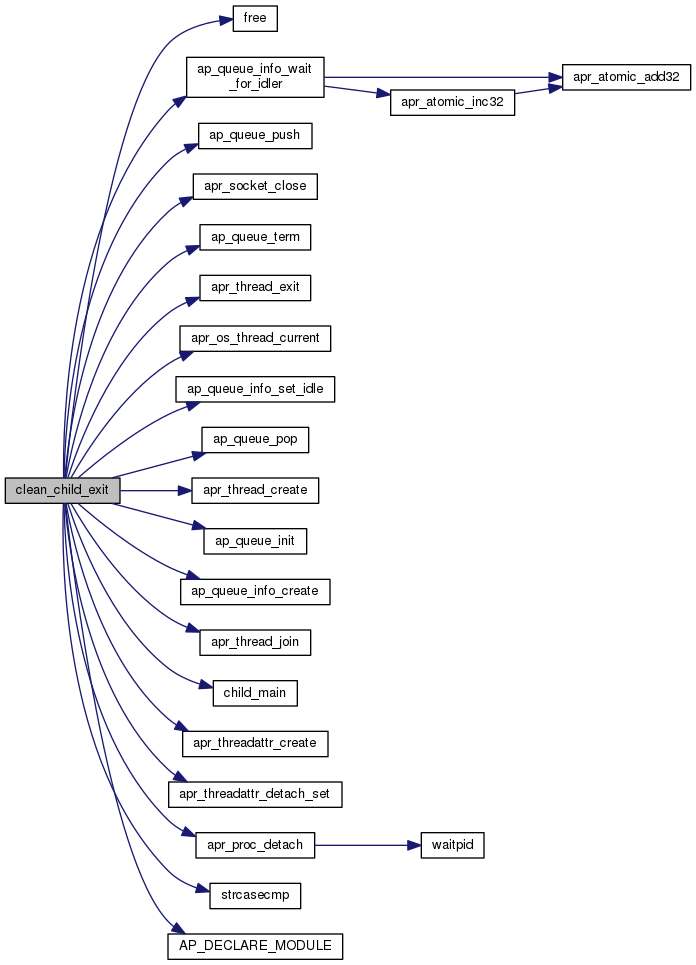 free
ap_queue_info_wait
_for_idler
apr_atomic_add32
apr_atomic_inc32
ap_queue_push
apr_socket_close
ap_queue_term
apr_thread_exit
apr_os_thread_current
ap_queue_info_set_idle
ap_queue_pop
clean_child_exit
apr_thread_create
ap_queue_init
ap_queue_info_create
apr_thread_join
child_main
apr_threadattr_create
apr_threadattr_detach_set
apr_proc_detach
waitpid
strcasecmp
AP_DECLARE_MODULE